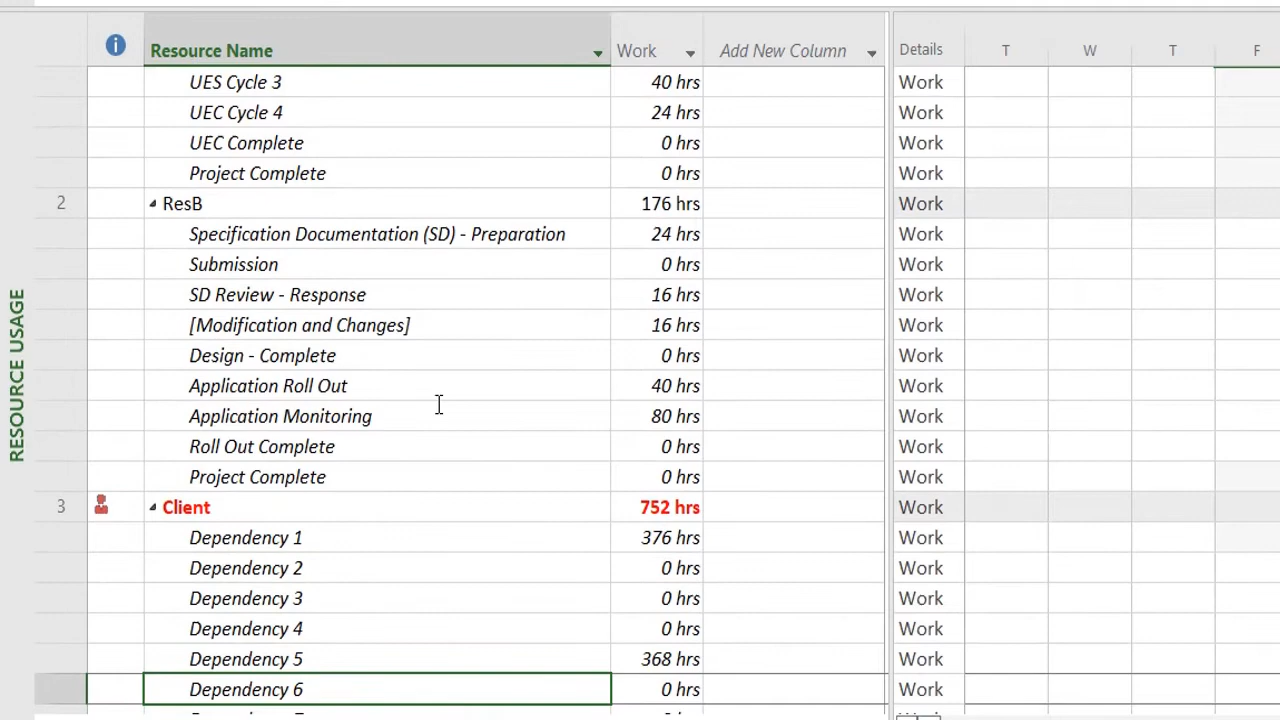 Resource Name Work Add New Column Details T W T F
UES Cycle 3 40 hrs Work
UEC Cycle 4 24 hrs Work
UEC Complete 0 hrs Work
Project Complete 0 hrs Work
2 ResB 176 hrs Work
Specification Documentation (SD) - Preparation 24 hrs Work
Submission 0 hrs Work
SD Review - Response 16 hrs Work
[Modification and Changes] 16 hrs Work
Design - Complete 0 hrs Work
Application Roll Out 40 hrs Work
Application Monitoring 80 hrs Work
Roll Out Complete 0 hrs Work
Project Complete 0 hrs Work
3 Client 752 hrs Work
Dependency 1 376 hrs Work
Dependency 2 0 hrs Work
Dependency 3 0 hrs Work
Dependency 4 0 hrs Work
Dependency 5 368 hrs Work
Dependency 6 0 hrs Work
RESOURCE USAGE